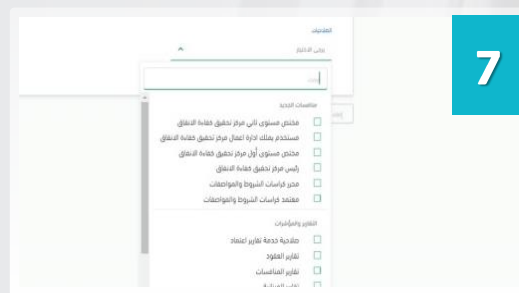 الصلاحيات
يرجى الاختيار
7
بحث
منافسات الجديد
مختص مستوى ثاني مركز تحقيق كفاءة الانفاق
مستخدم يملك ادارة اعمال مركز تحقيق كفاءة الانفاق
مختص مستوى أول مركز تحقيق كفاءة الانفاق
رئيس مركز تحقيق كفاءة الانفاق
محرر كراسات الشروط والمواصفات
معتمد كراسات الشروط والمواصفات
التقارير والمؤشرات
صلاحية خدمة تقارير اعتماد
تقارير العقود
تقارير المنافسات